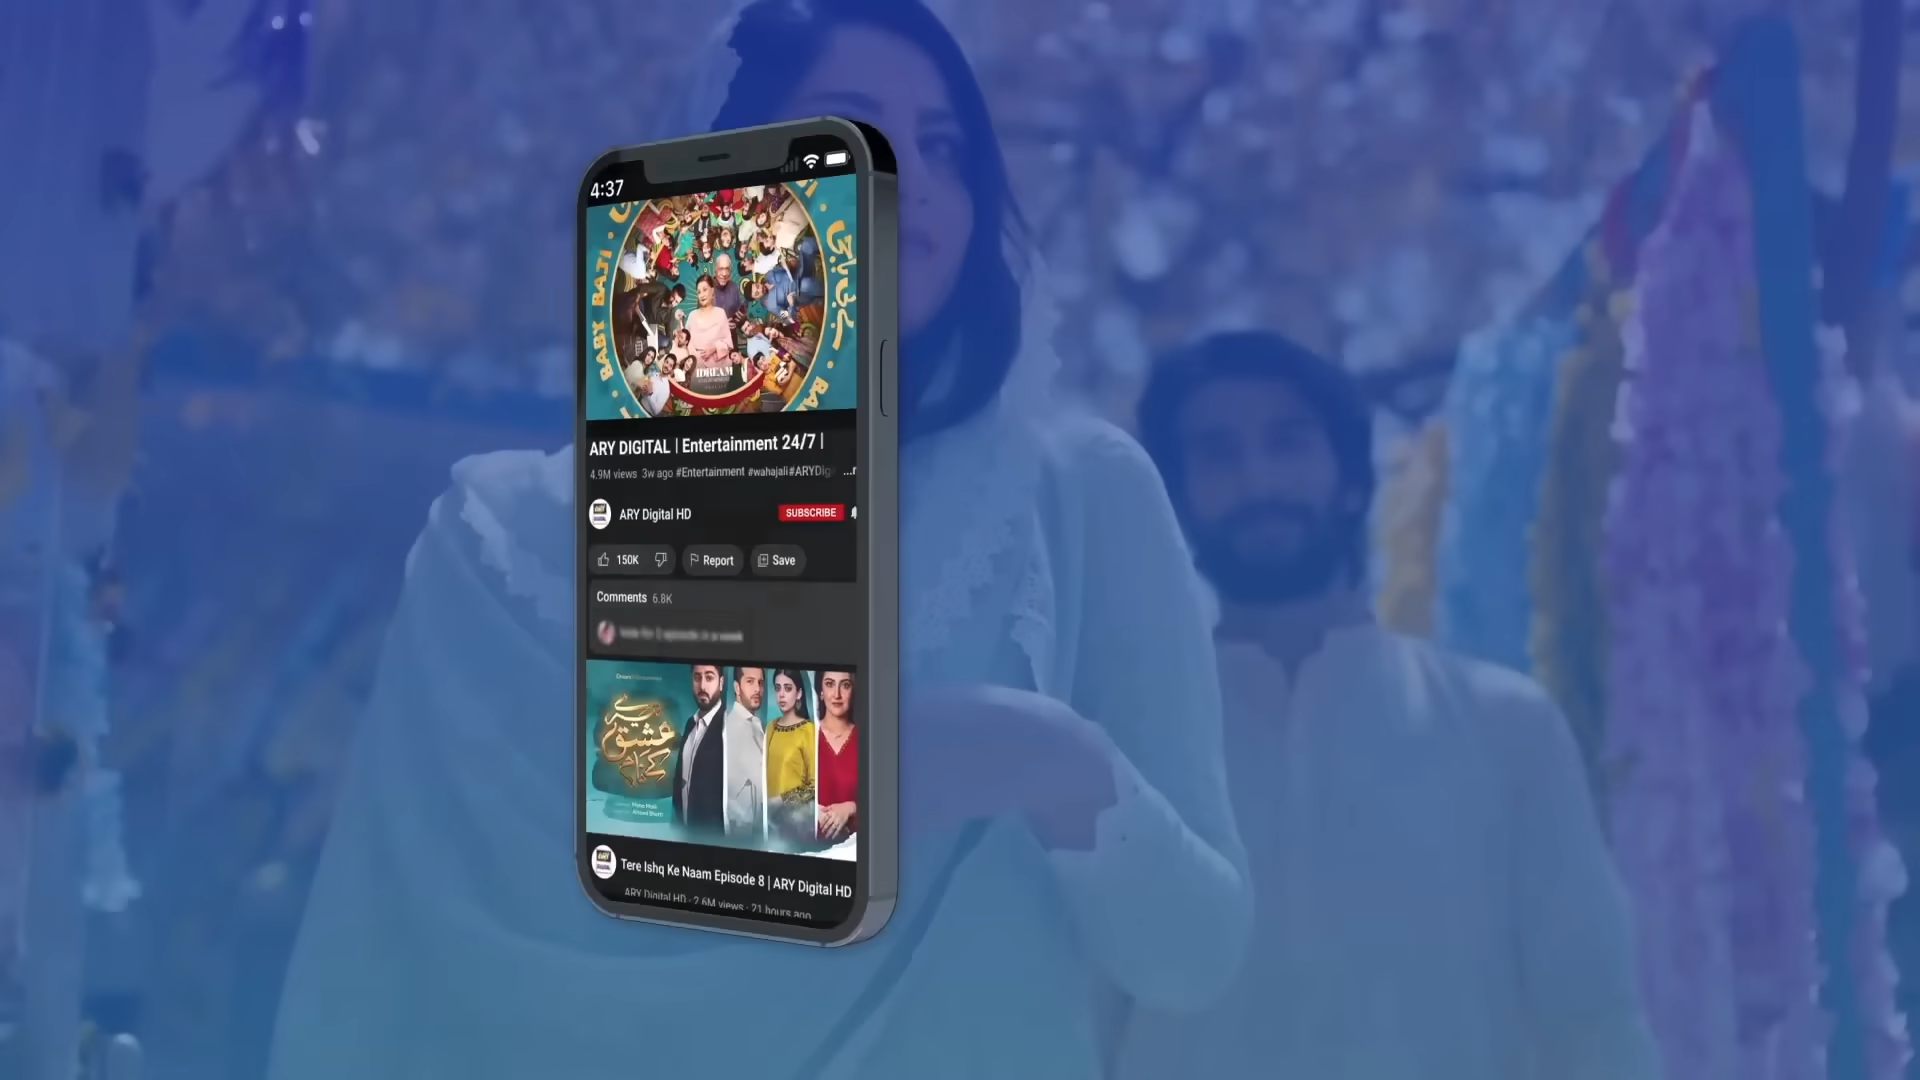 4:37
BABY BAJI
بے بی باجی
IDREAM
ARY DIGITAL | Entertainment 24/7 |
4.9M views 3w ago #Entertainment #wahajali #ARYDig ...r
ARY Digital HD
SUBSCRIBE
150K
Report
Save
Comments 6.8K
تیرے عشق کے نام
Tere Ishq Ke Naam Episode 8 | ARY Digital HD
ARY Digital HD · 2.6M views · 21 hours ago